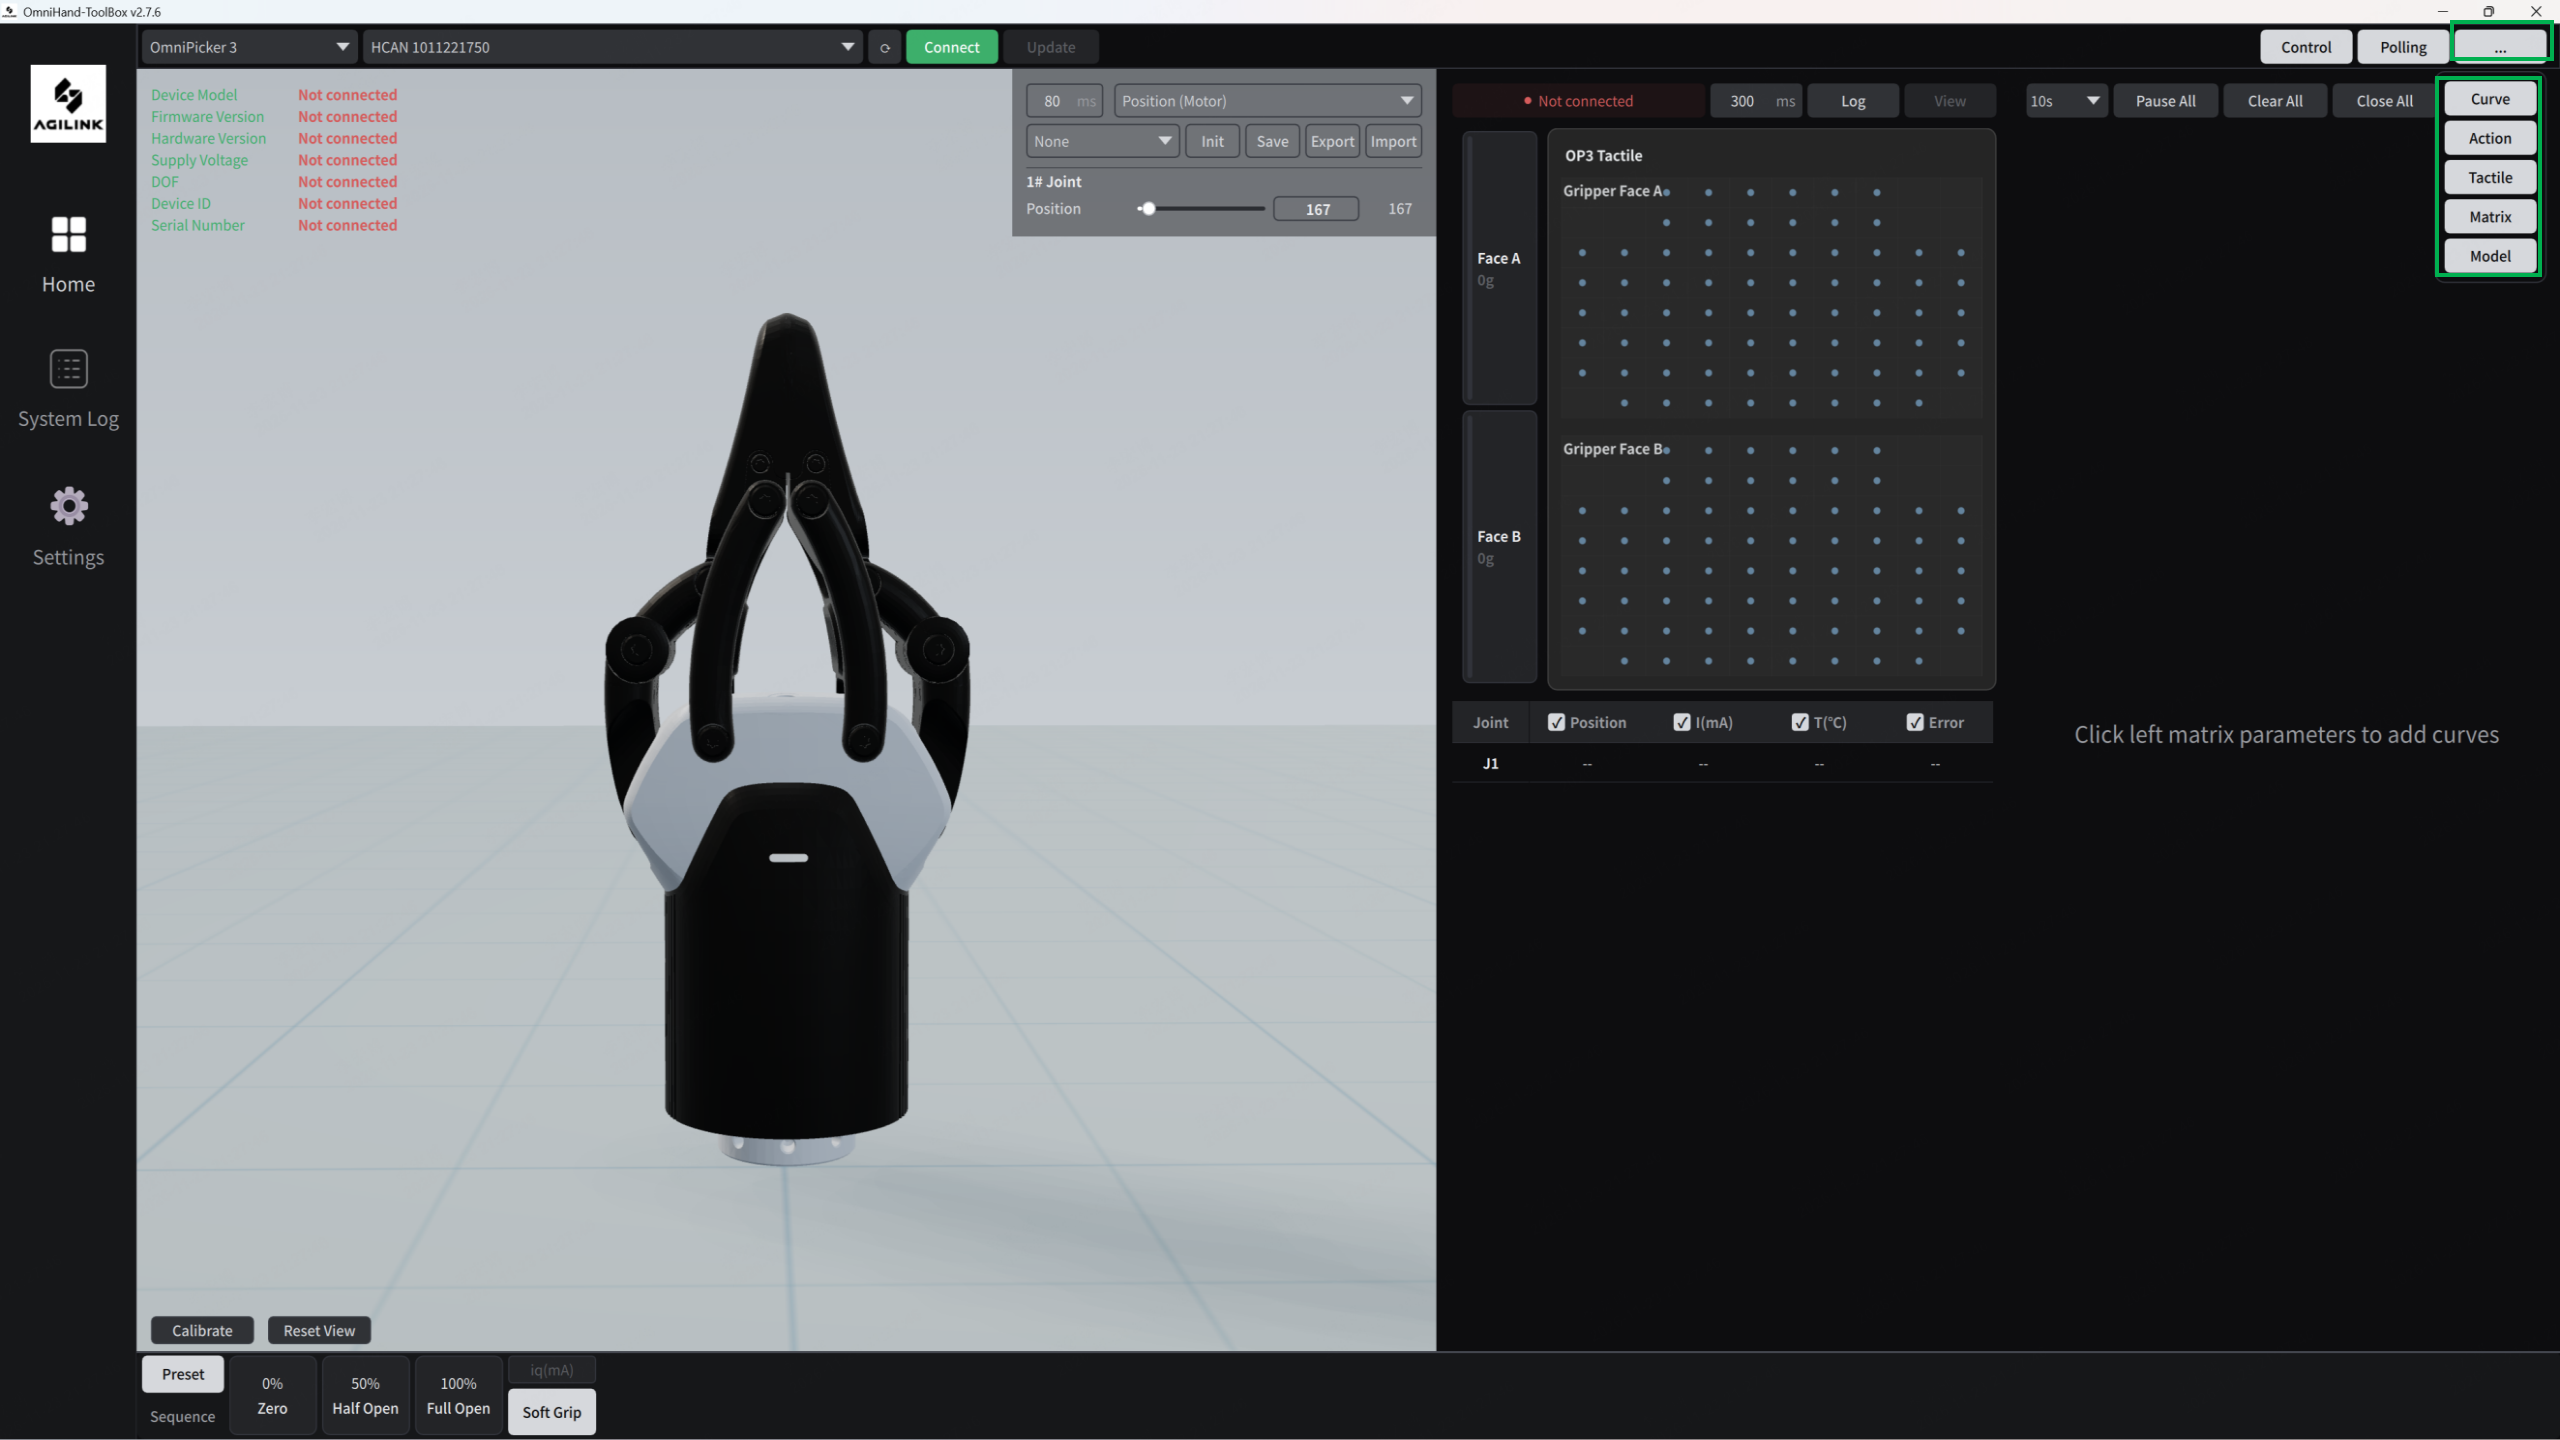 OmniHand-ToolBox v2.7.6
OmniPicker 3
HCAN 1011221750
Connect
Update
Control
Polling
...
AGILINK
Home
System Log
Settings
Device Model Not connected
Firmware Version Not connected
Hardware Version Not connected
Supply Voltage Not connected
DOF Not connected
Device ID Not connected
Serial Number Not connected
80 ms
Position (Motor)
None
Init
Save
Export
Import
1# Joint
Position 167 167
Not connected
300 ms
Log
View
10s
Pause All
Clear All
Close All
Curve
Action
Tactile
Matrix
Model
Face A
0g
Face B
0g
OP3 Tactile
Gripper Face A
Gripper Face B
Joint Position I(mA) T(°C) Error
J1 -- -- -- --
Click left matrix parameters to add curves
Calibrate
Reset View
Preset
Sequence
0%
Zero
50%
Half Open
100%
Full Open
iq(mA)
Soft Grip